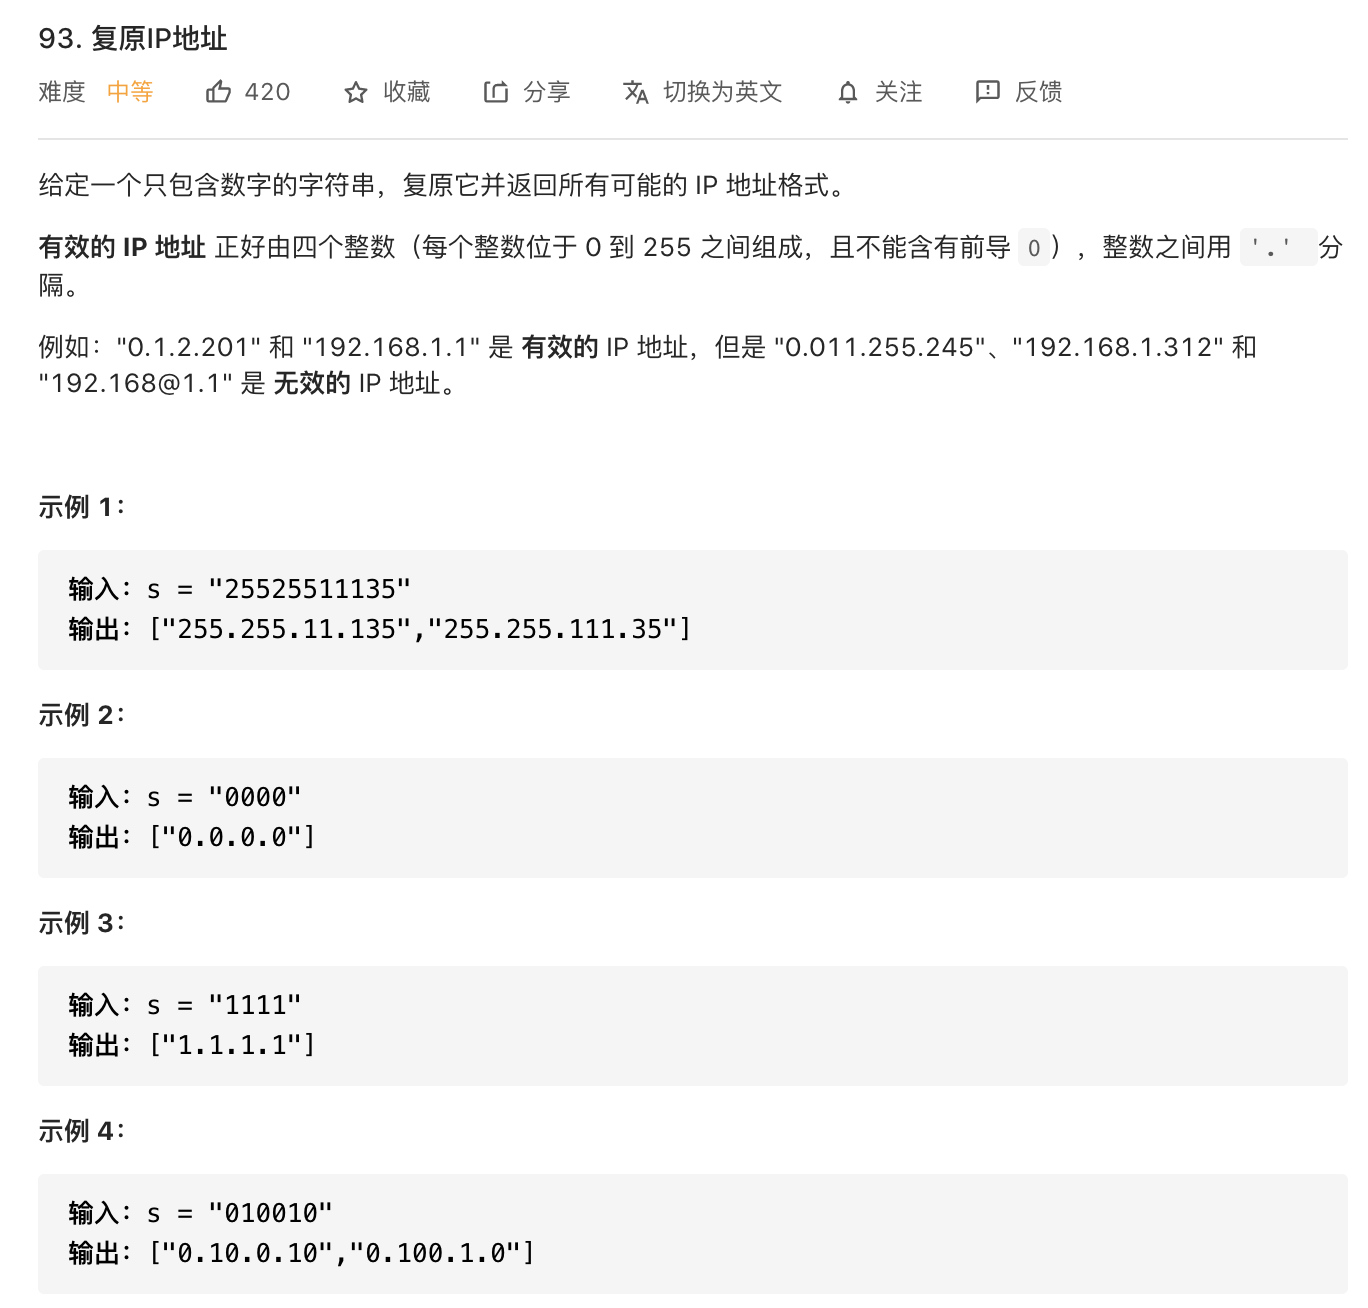 93. 复原IP地址
难度 中等 420 收藏 分享 切换为英文 关注 反馈
给定一个只包含数字的字符串，复原它并返回所有可能的 IP 地址格式。
有效的 IP 地址 正好由四个整数（每个整数位于 0 到 255 之间组成，且不能含有前导 0），整数之间用 '.' 分
隔。
例如："0.1.2.201" 和 "192.168.1.1" 是 有效的 IP 地址，但是 "0.011.255.245"、"192.168.1.312" 和
"192.168@1.1" 是 无效的 IP 地址。
示例 1：
输入：s = "25525511135"
输出：["255.255.11.135","255.255.111.35"]
示例 2：
输入：s = "0000"
输出：["0.0.0.0"]
示例 3：
输入：s = "1111"
输出：["1.1.1.1"]
示例 4：
输入：s = "010010"
输出：["0.10.0.10","0.100.1.0"]